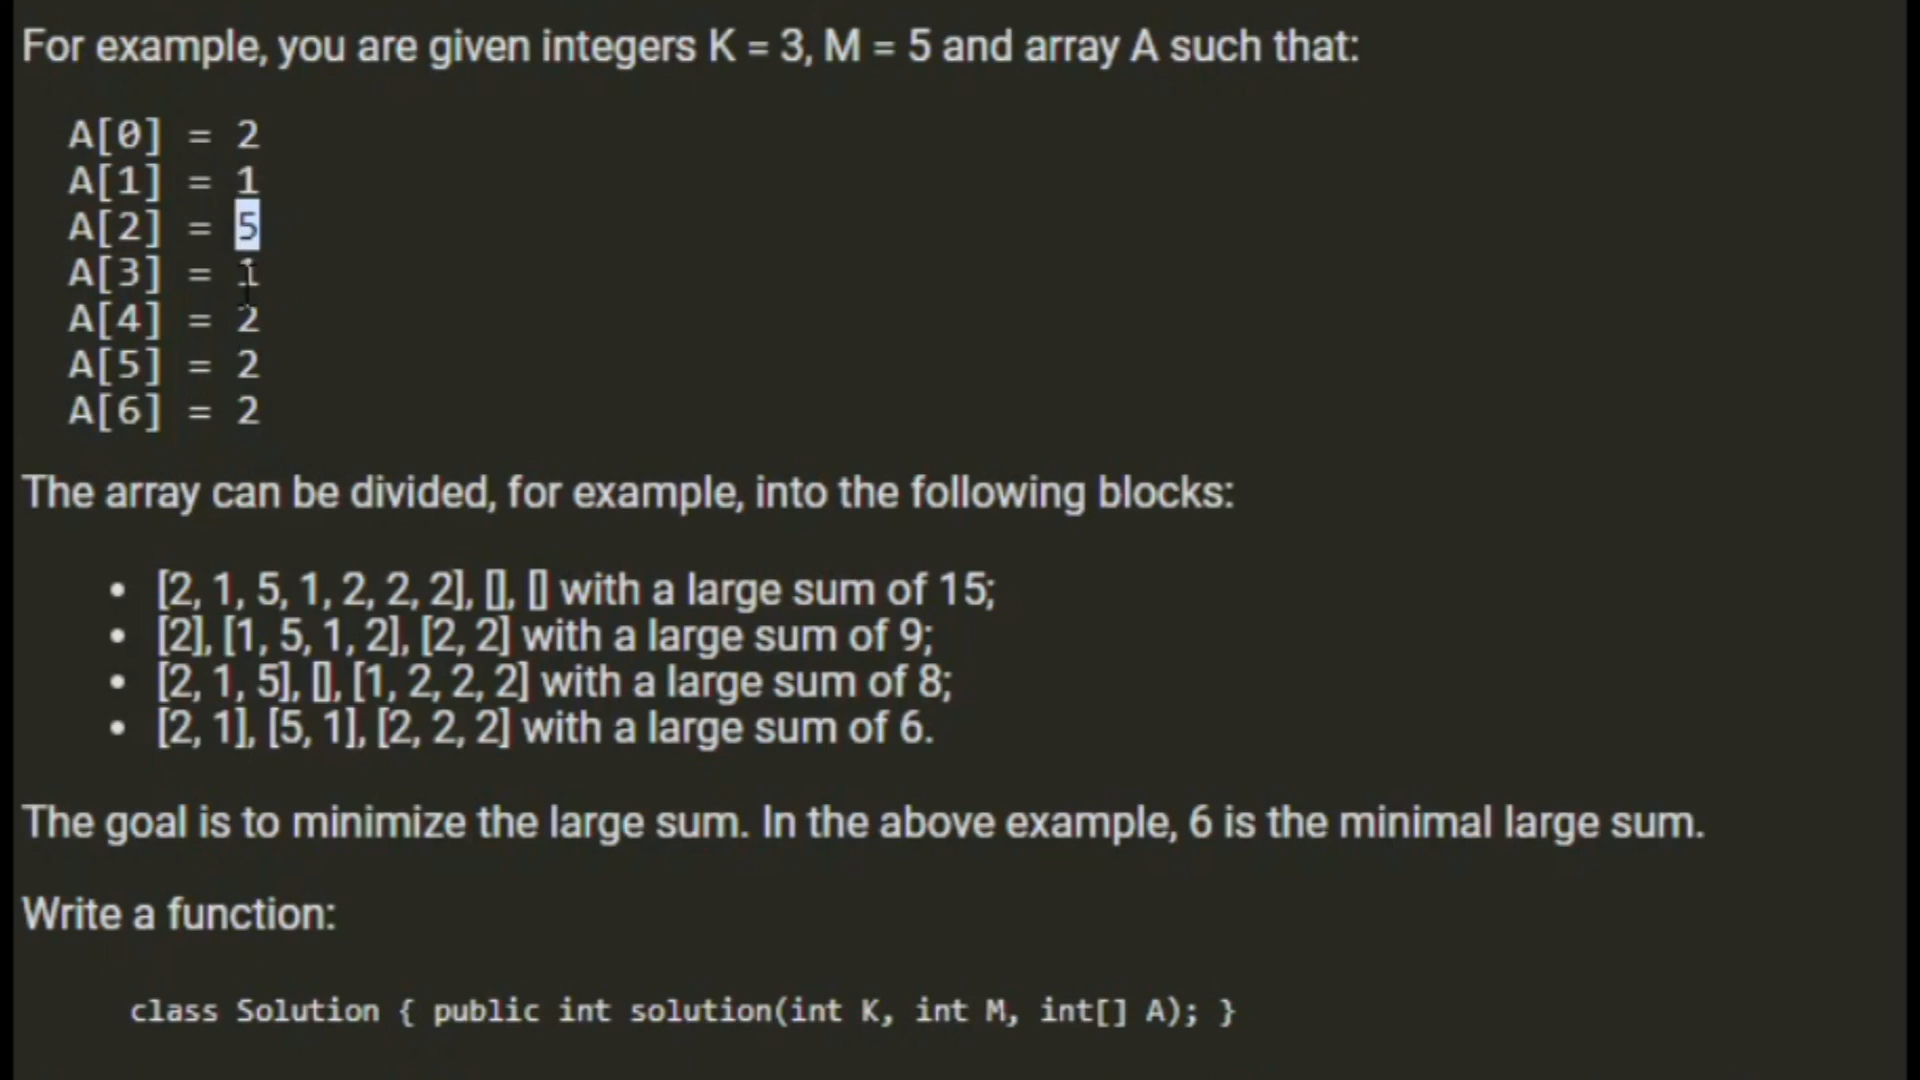 For example, you are given integers K = 3, M = 5 and array A such that:
A[0] = 2
A[1] = 1
A[2] = 5
A[3] = 1
A[4] = 2
A[5] = 2
A[6] = 2
The array can be divided, for example, into the following blocks:
• [2, 1, 5, 1, 2, 2, 2], [], [] with a large sum of 15;
• [2], [1, 5, 1, 2], [2, 2] with a large sum of 9;
• [2, 1, 5], [], [1, 2, 2, 2] with a large sum of 8;
• [2, 1], [5, 1], [2, 2, 2] with a large sum of 6.
The goal is to minimize the large sum. In the above example, 6 is the minimal large sum.
Write a function:
class Solution { public int solution(int K, int M, int[] A); }